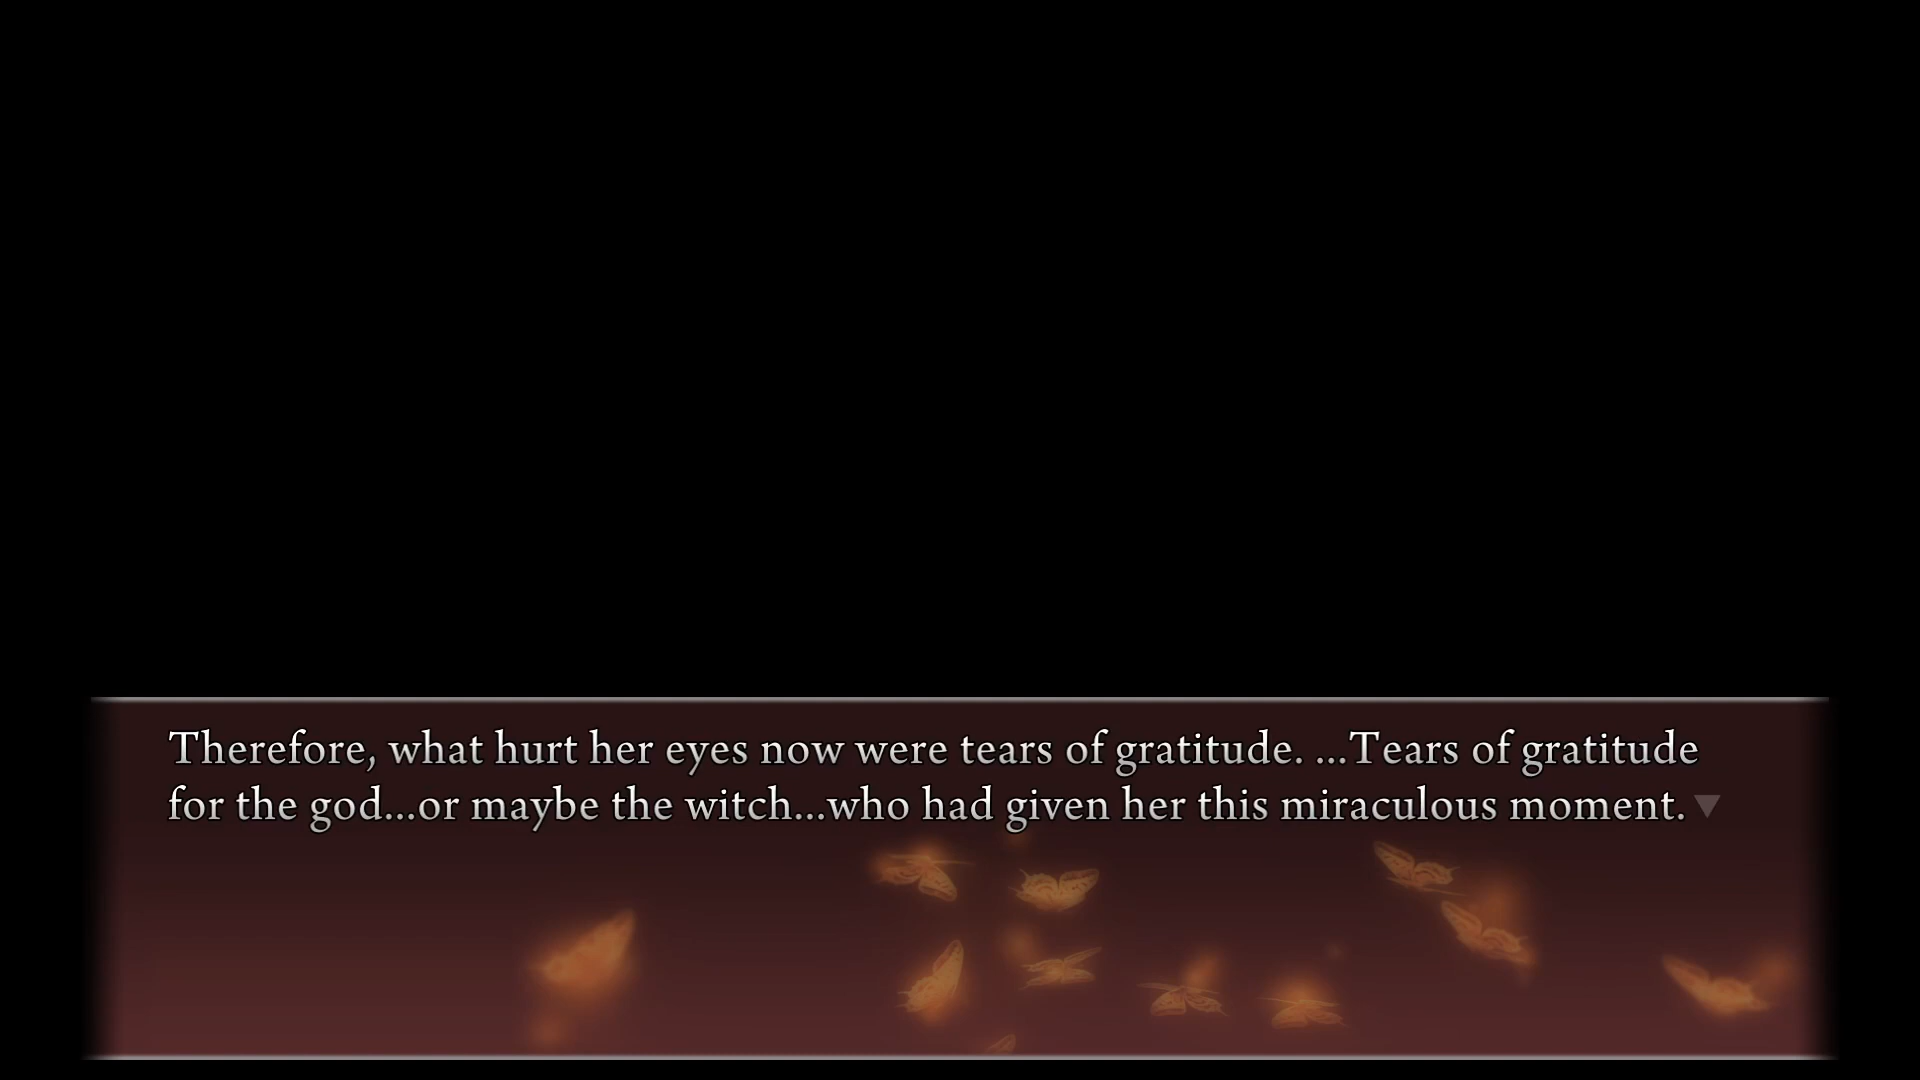 Therefore, what hurt her eyes now were tears of gratitude. ...Tears of gratitude
for the god...or maybe the witch...who had given her this miraculous moment.